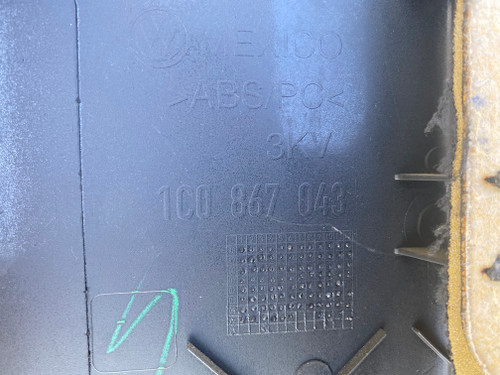 MEXICO
>ABS/PC<
3KV
1C0 867 043